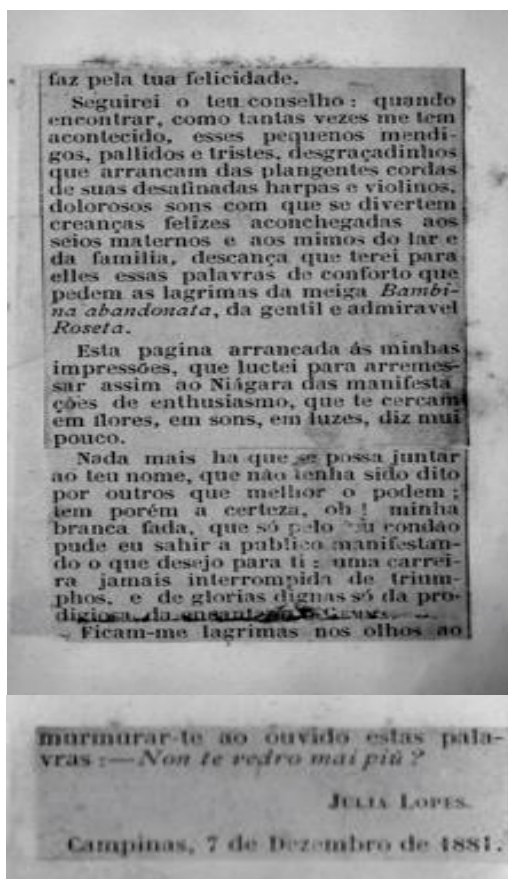 faz pela tua felicidade.
Seguirei o teu conselho: quando
encontrar, como tantas vezes me tem
acontecido, esses pequenos mendi-
gos, pallidos e tristes, desgraçadinhos
que arrancam das plangentes cordas
de suas desafinadas harpas e violinos,
dolorosos sons com que se divertem
creanças felizes aconchegadas aos
seios maternos e aos mimos do lar e
da familia, descança que terei para
elles essas palavras de conforto que
pedem as lagrimas da meiga Bambi-
na abandonata, da gentil e admiravel
Roseta.
Esta pagina arrancada ás minhas
impressões, que luctei para arremes-
sar assim ao Niágara das manifesta
ções de enthusiasmo, que te cercam
em flores, em sons, em luzes, diz mui
pouco.
Nada mais ha que se possa juntar
ao teu nome, que não tenha sido dito
por outros que melhor o podem;
tem porém a certeza, oh! minha
branca fada, que só pelo teu condão
pude eu sahir a publico manifestan-
do o que desejo para ti: uma carrei-
ra jamais interrompida de trium-
phos, e de glorias dignas só da pro-
digiosa, da Gemma
Ficam-me lagrimas nos olhos ao
murmurar-te ao ouvido estas pala-
vras:—Non te vedro mai più?
Julia Lopes.
Campinas, 7 de Dezembro de 1881.